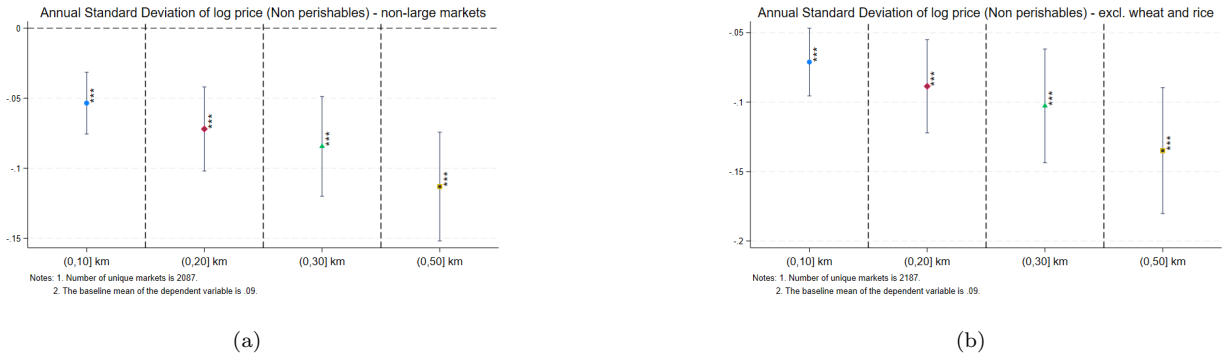 Annual Standard Deviation of log price (Non perishables) - non-large markets
0
-.05
***
***
***
-.1
***
-.15
(0,10] km (0,20] km (0,30] km (0,50] km
Notes: 1. Number of unique markets is 2087.
2. The baseline mean of the dependent variable is .09.
(a)
Annual Standard Deviation of log price (Non perishables) - excl. wheat and rice
-.05
***
***
-.1
***
***
-.15
-.2
(0,10] km (0,20] km (0,30] km (0,50] km
Notes: 1. Number of unique markets is 2187.
2. The baseline mean of the dependent variable is .09.
(b)